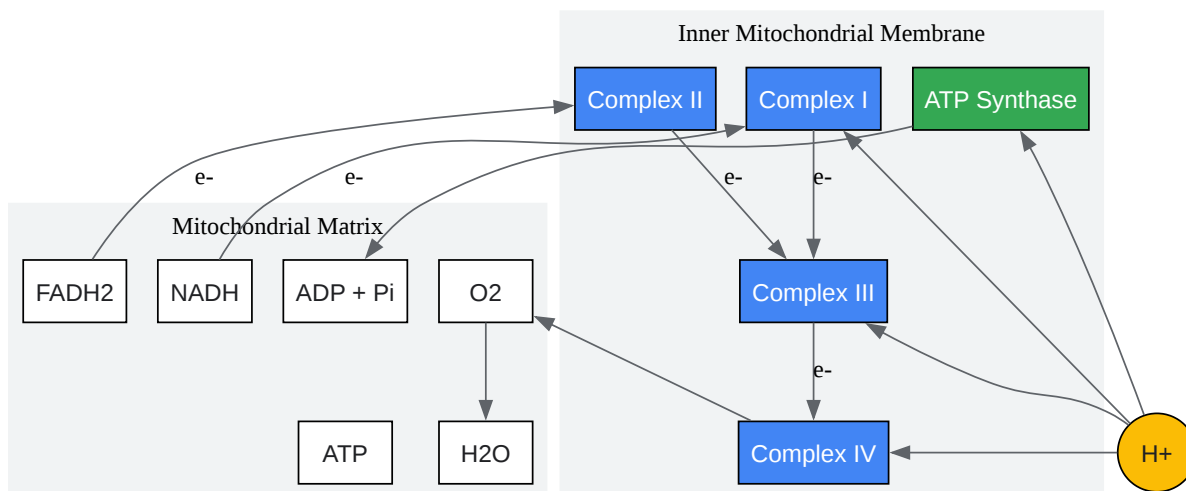 Inner Mitochondrial Membrane
Complex II
Complex I
ATP Synthase
e-
e-
e-
e-
Mitochondrial Matrix
FADH2
NADH
ADP + Pi
O2
Complex III
e-
ATP
H2O
Complex IV
H+